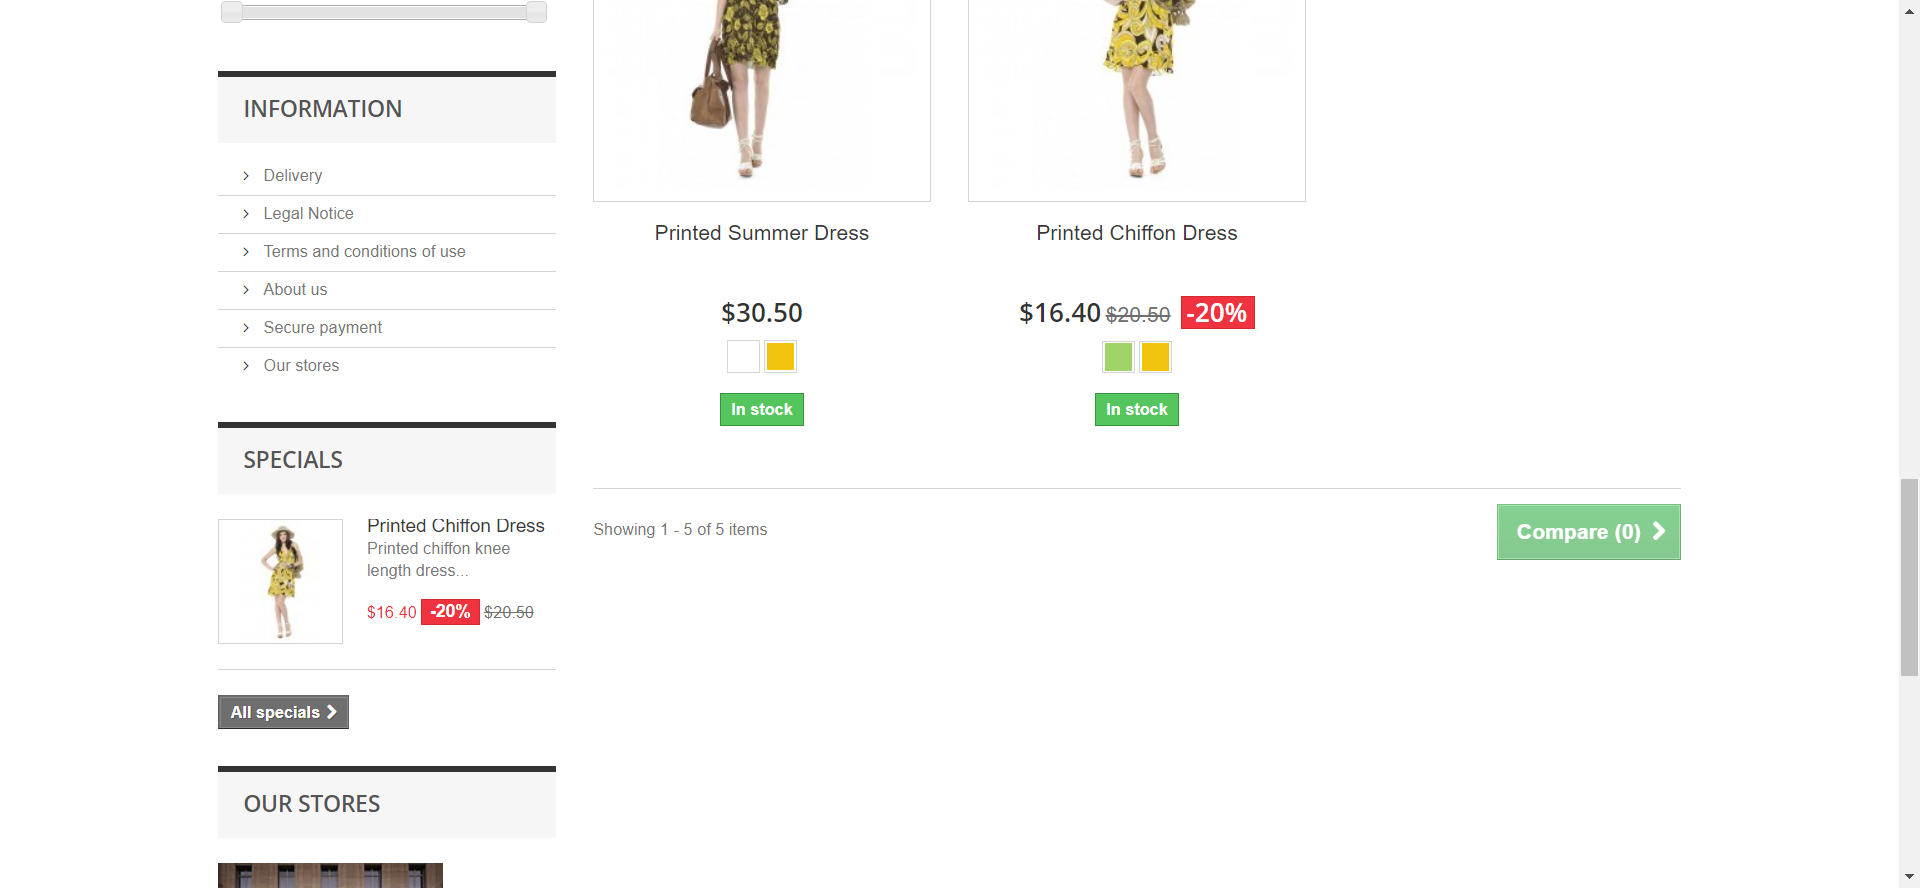 INFORMATION
Delivery
Legal Notice
Terms and conditions of use
About us
Secure payment
Our stores
SPECIALS
Printed Chiffon Dress
Printed chiffon knee
length dress...
$16.40 -20% $20.50
All specials
OUR STORES
Printed Summer Dress
$30.50
In stock
Printed Chiffon Dress
$16.40 $20.50 -20%
In stock
Showing 1 - 5 of 5 items
Compare (0)